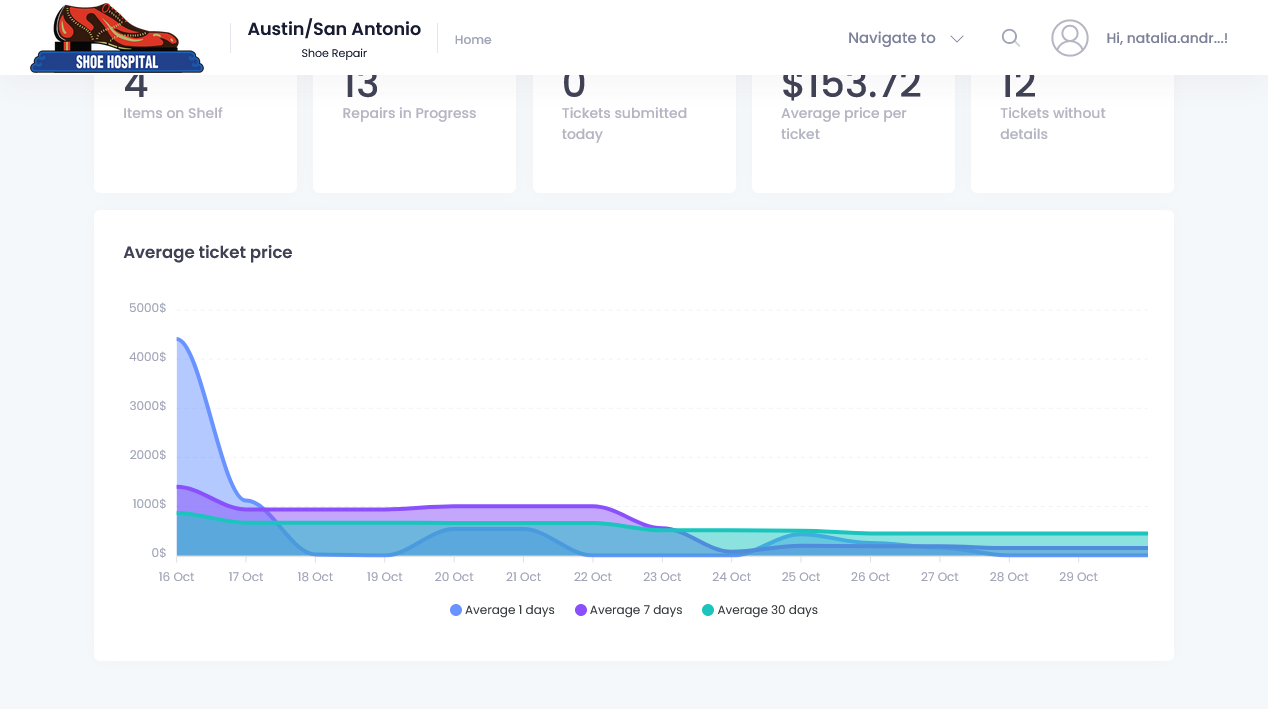 SHOE HOSPITAL
Austin/San Antonio
Shoe Repair
Home
Navigate to
Hi, natalia.andr...!
4
Items on Shelf
13
Repairs in Progress
0
Tickets submitted
today
$153.72
Average price per
ticket
12
Tickets without
details
Average ticket price
5000$
4000$
3000$
2000$
1000$
0$
16 Oct
17 Oct
18 Oct
19 Oct
20 Oct
21 Oct
22 Oct
23 Oct
24 Oct
25 Oct
26 Oct
27 Oct
28 Oct
29 Oct
Average 1 days
Average 7 days
Average 30 days